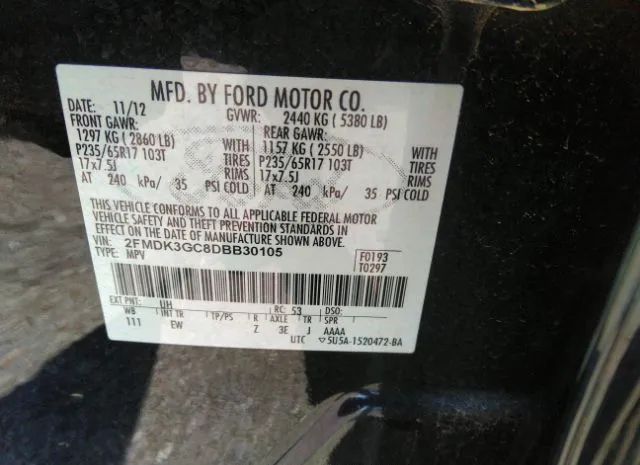 MFD. BY FORD MOTOR CO.
DATE: 11/12 GVWR: 2440 KG ( 5380 LB)
FRONT GAWR: REAR GAWR:
1297 KG ( 2860 LB) 1157 KG ( 2550 LB)
P235/65R17 103T TIRES P235/65R17 103T TIRES
17x7.5J RIMS 17x7.5J RIMS
AT 240 kPa/ 35 PSI COLD AT 240 kPa/ 35 PSI COLD
THIS VEHICLE CONFORMS TO ALL APPLICABLE FEDERAL MOTOR
VEHICLE SAFETY AND THEFT PREVENTION STANDARDS IN
EFFECT ON THE DATE OF MANUFACTURE SHOWN ABOVE.
VIN: 2FMDK3GC8DBB30105 F0193
TYPE: MPV T0297
EXT PNT: UH RC: 53 DSO:
WB INT TR TP/PS R AXLE TR SPR
111 EW Z 3E J AAAA
UTC ▽5U5A-1520472-BA